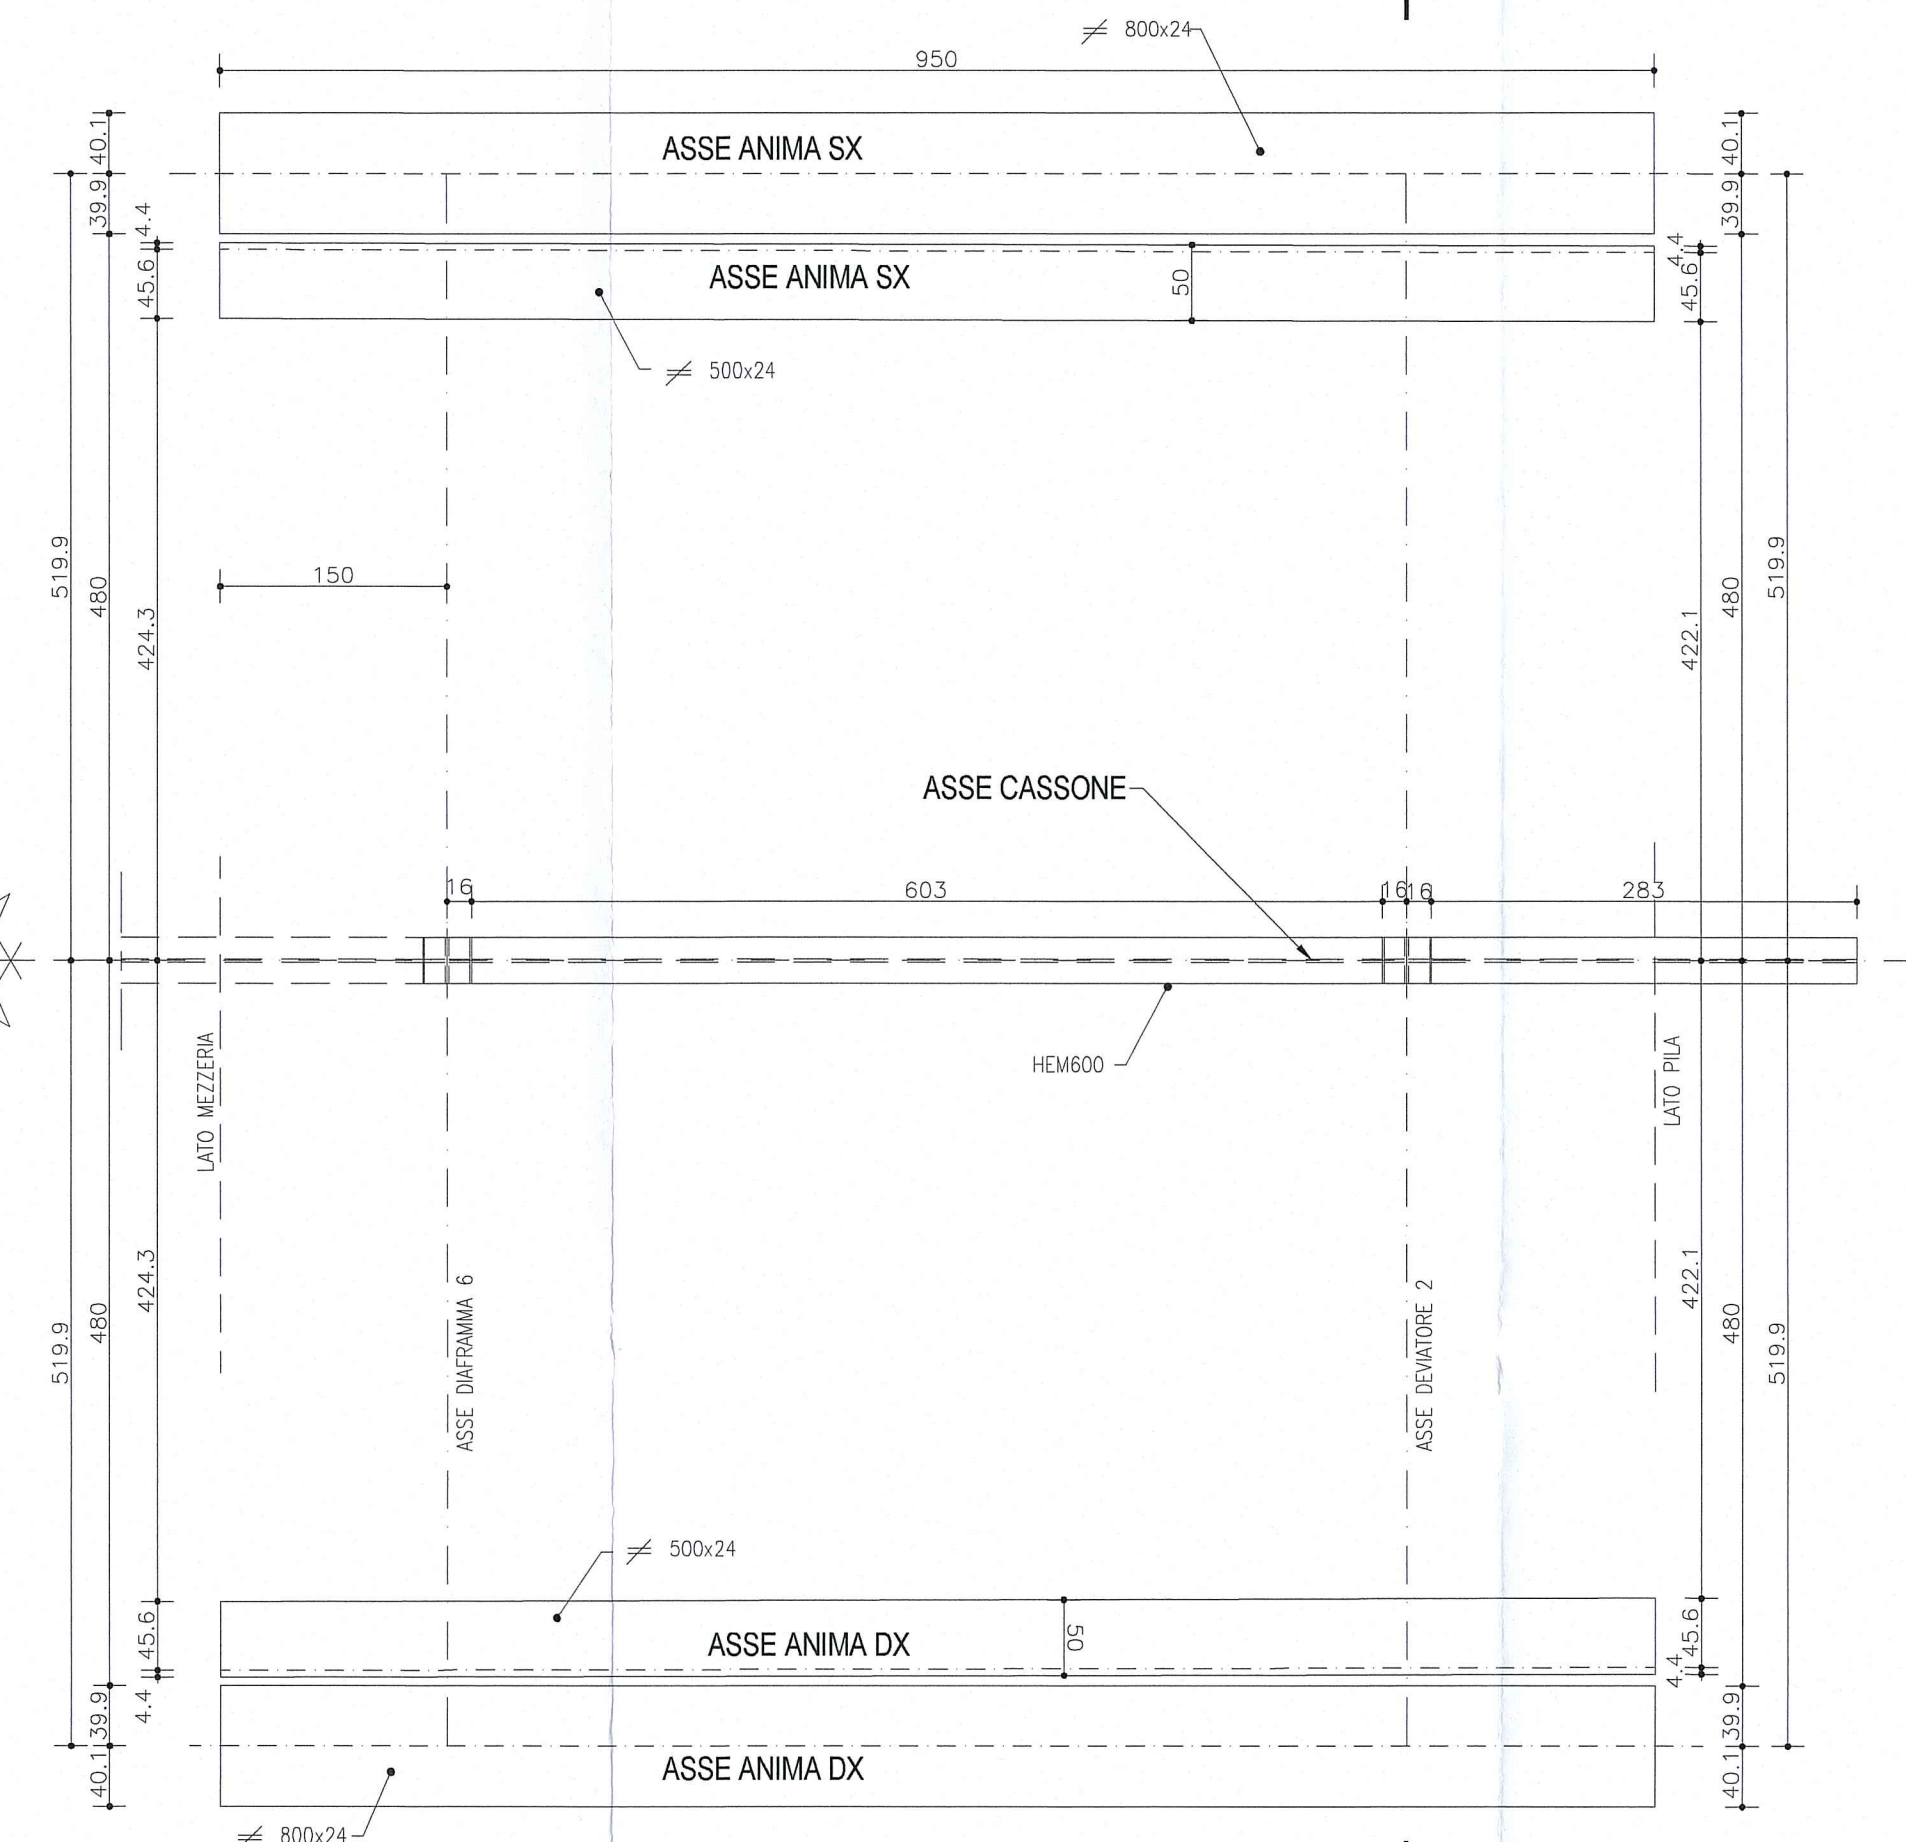 ≠ 800x24
950
40.1
40.1
ASSE ANIMA SX
39.9
39.9
4.4
4.4
45.6
45.6
ASSE ANIMA SX
50
≠ 500x24
519.9
480
424.3
150
422.1
480
519.9
ASSE CASSONE
16
603
16
16
283
HEM600
LATO MEZZERIA
LATO PILA
519.9
480
424.3
ASSE DIAFRAMMA 6
ASSE DEVIATORE 2
422.1
480
519.9
≠ 500x24
45.6
45.6
ASSE ANIMA DX
50
4.4
4.4
39.9
39.9
40.1
40.1
ASSE ANIMA DX
≠ 800x24